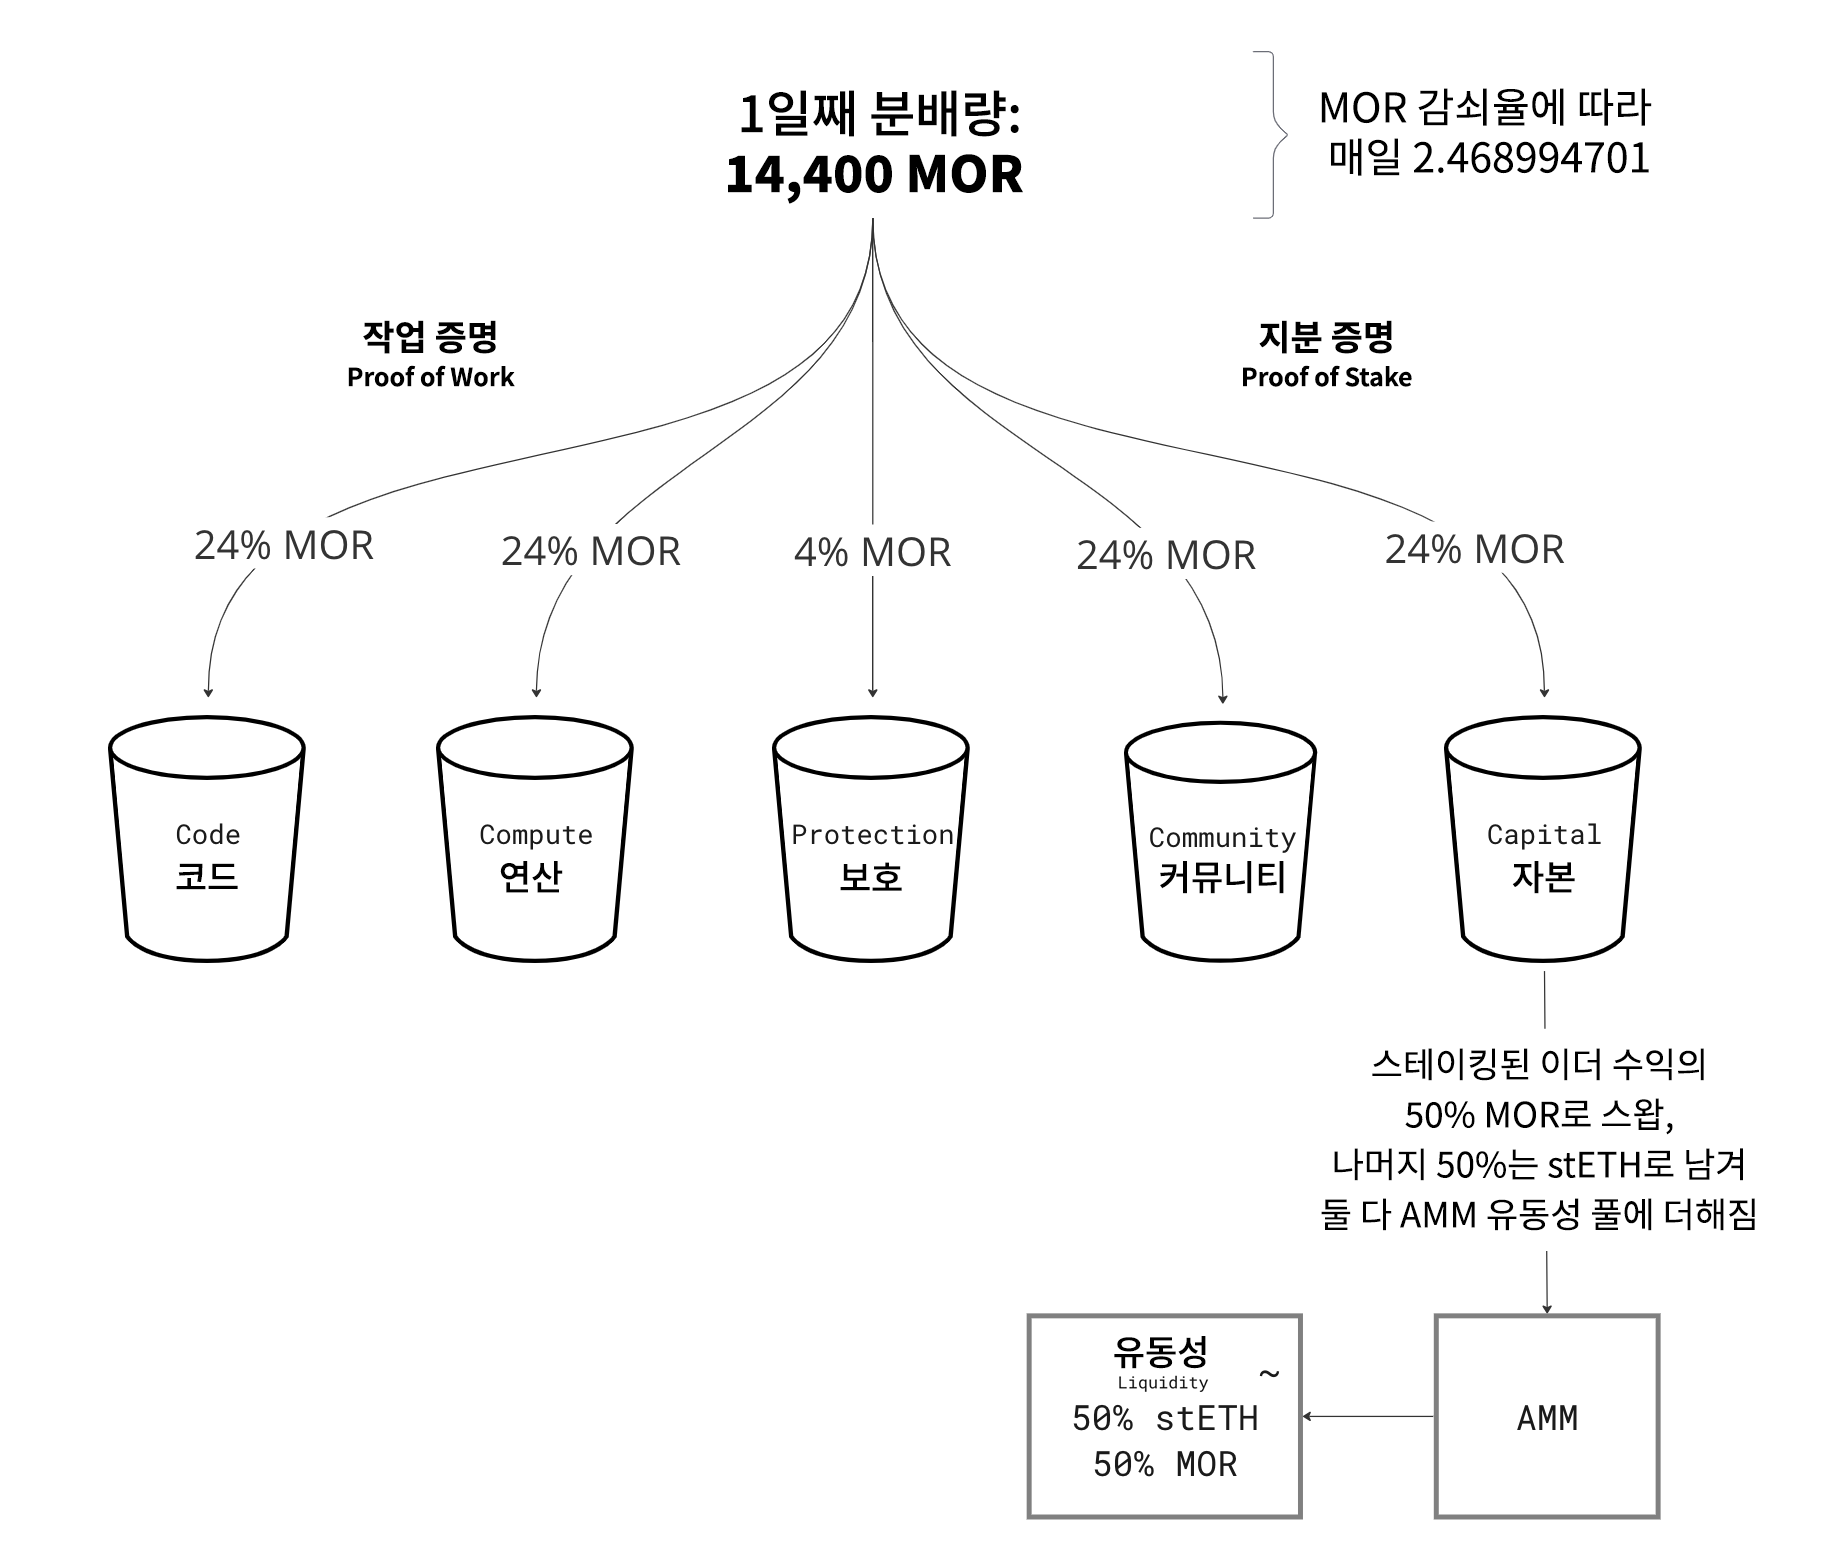 1일째 분배량:
14,400 MOR
MOR 감쇠율에 따라
매일 2.468994701
작업 증명
Proof of Work
지분 증명
Proof of Stake
24% MOR
24% MOR
4% MOR
24% MOR
24% MOR
Code
코드
Compute
연산
Protection
보호
Community
커뮤니티
Capital
자본
스테이킹된 이더 수익의
50% MOR로 스왑,
나머지 50%는 stETH로 남겨
둘 다 AMM 유동성 풀에 더해짐
유동성
Liquidity
~
50% stETH
50% MOR
AMM